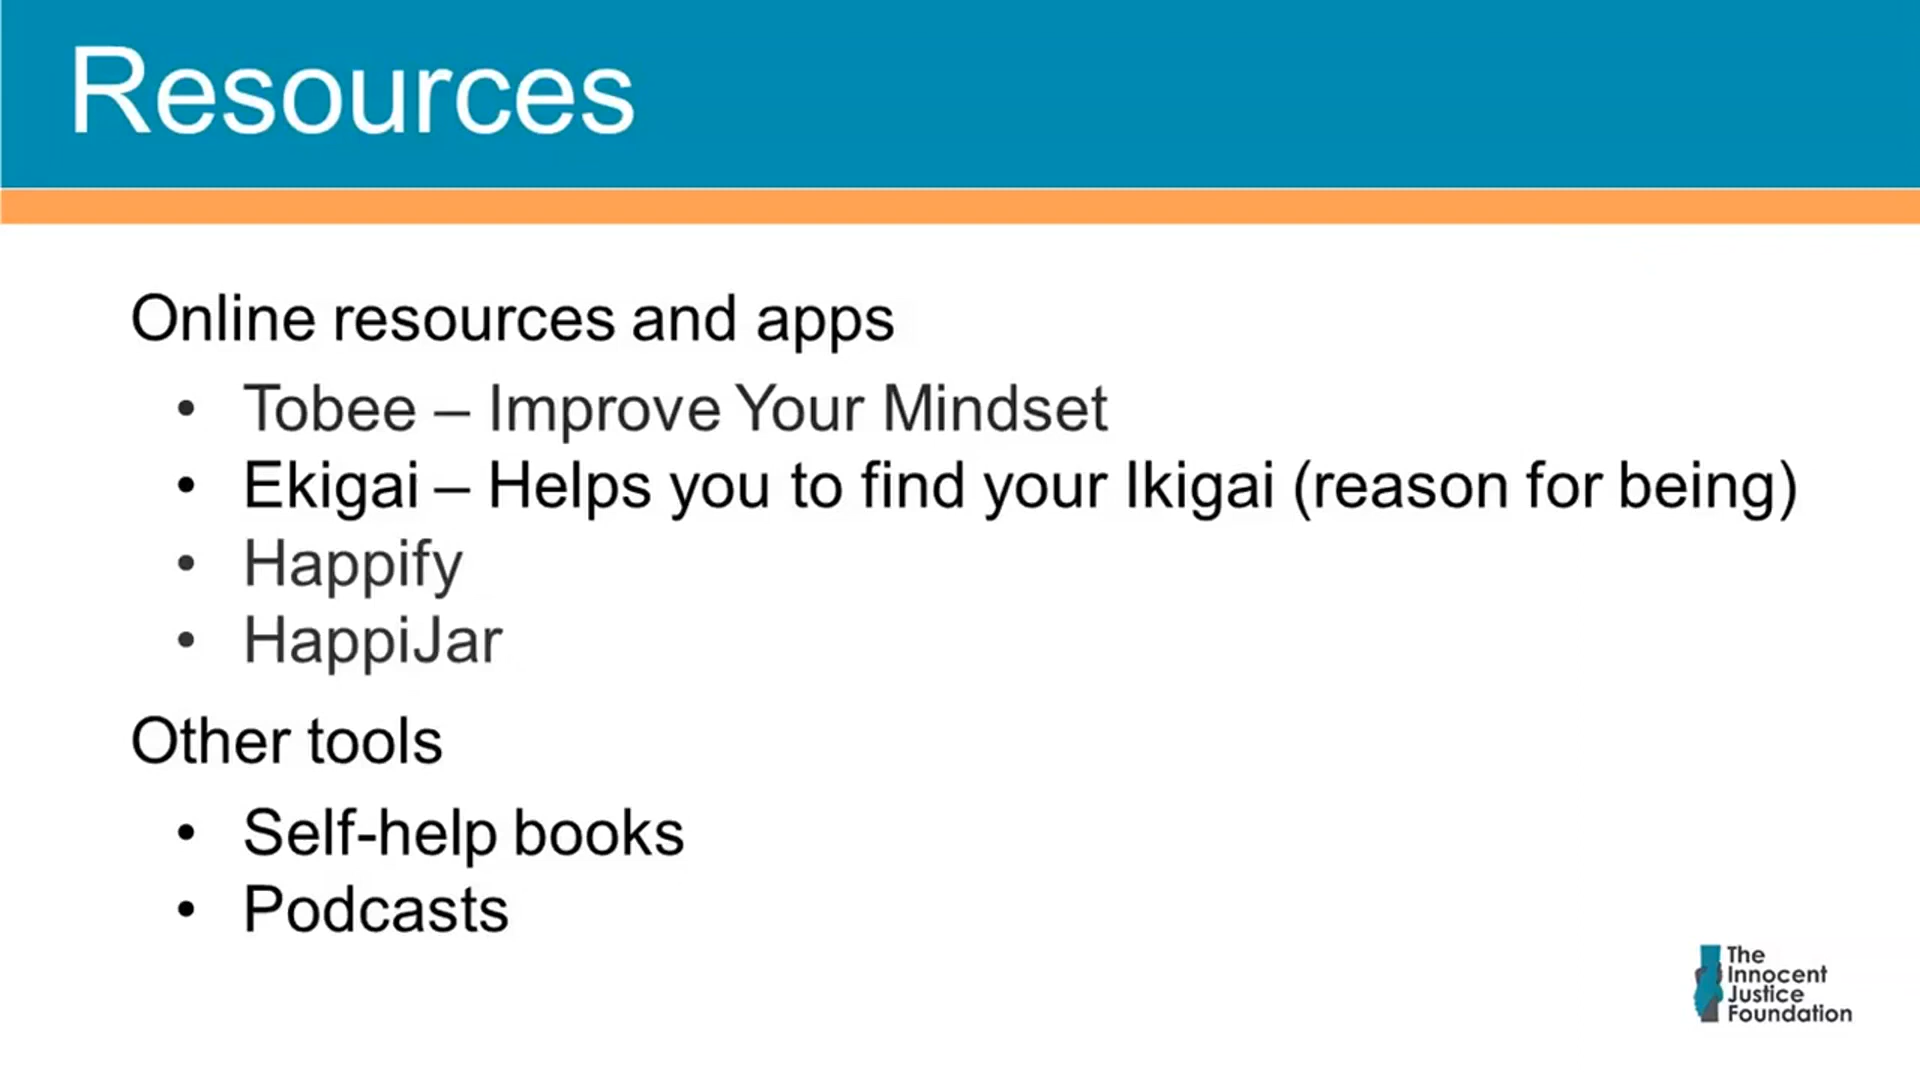 Resources
Online resources and apps
• Tobee – Improve Your Mindset
• Ekigai – Helps you to find your Ikigai (reason for being)
• Happify
• HappiJar
Other tools
• Self-help books
• Podcasts
The
Innocent
Justice
Foundation